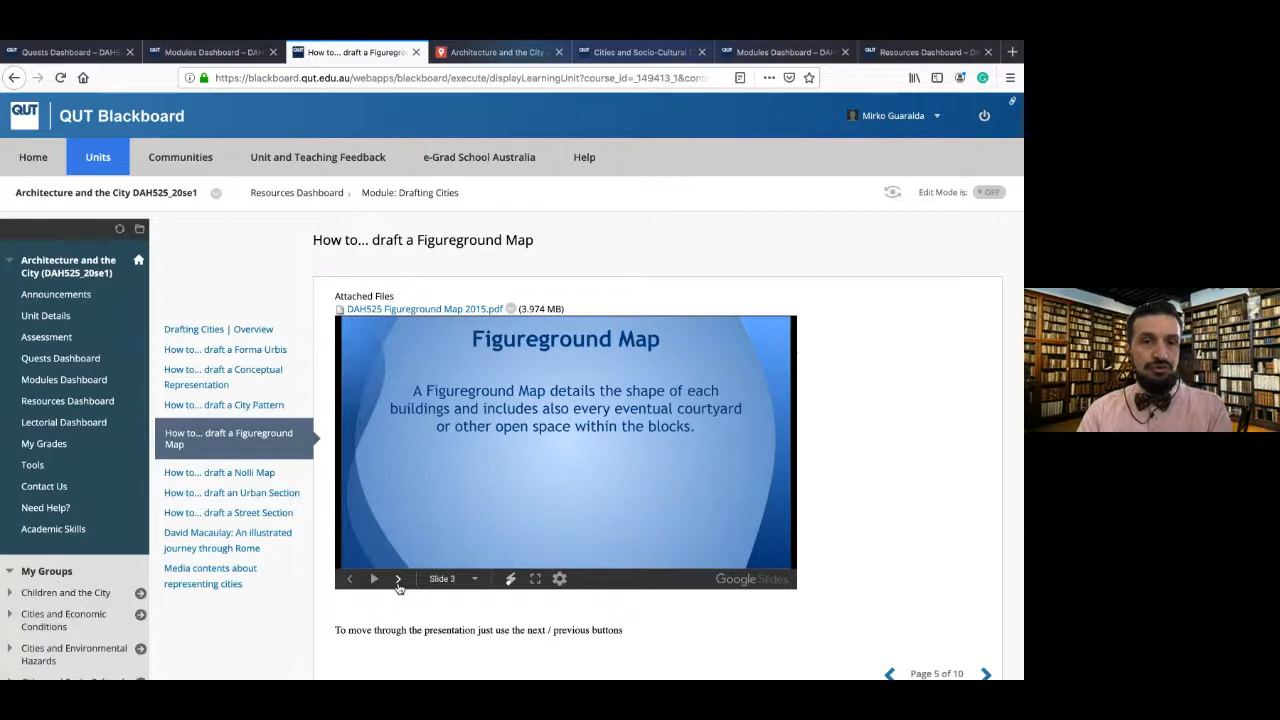 Quests Dashboard – DAH5
Modules Dashboard – DA
How to... draft a Figuregro
Architecture and the City
Cities and Socio-Cultural
Modules Dashboard – DAH
Resources Dashboard – D
https://blackboard.qut.edu.au/webapps/blackboard/execute/displayLearningUnit?course_id=_149413_1&cont
QUT
QUT Blackboard
Mirko Guaralda
Home
Units
Communities
Unit and Teaching Feedback
e-Grad School Australia
Help
Architecture and the City DAH525_20se1
Resources Dashboard
Module: Drafting Cities
Edit Mode is:
OFF
How to... draft a Figureground Map
Architecture and the
City (DAH525_20se1)
Announcements
Unit Details
Assessment
Quests Dashboard
Modules Dashboard
Resources Dashboard
Lectorial Dashboard
My Grades
Tools
Contact Us
Need Help?
Academic Skills
My Groups
Children and the City
Cities and Economic
Conditions
Cities and Environmental
Hazards
Drafting Cities | Overview
How to... draft a Forma Urbis
How to... draft a Conceptual
Representation
How to... draft a City Pattern
How to... draft a Figureground
Map
How to... draft a Nolli Map
How to... draft an Urban Section
How to... draft a Street Section
David Macaulay: An illustrated
journey through Rome
Media contents about
representing cities
Attached Files
DAH525 Figureground Map 2015.pdf (3.974 MB)
Figureground Map
A Figureground Map details the shape of each
buildings and includes also every eventual courtyard
or other open space within the blocks.
Slide 3
Google Slides
To move through the presentation just use the next / previous buttons
Page 5 of 10